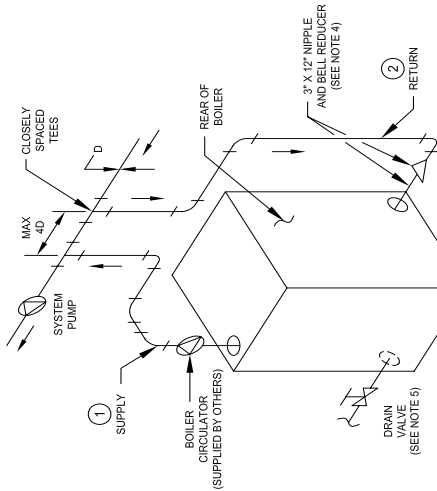 CLOSELY
SPACED
TEES
D
MAX
4D
SYSTEM
PUMP
1
SUPPLY
BOILER
CIRCULATOR
(SUPPLIED BY OTHERS)
REAR OF
BOILER
3" X 12" NIPPLE
AND BELL REDUCER
(SEE NOTE 4)
2
RETURN
DRAIN
VALVE
(SEE NOTE 5)